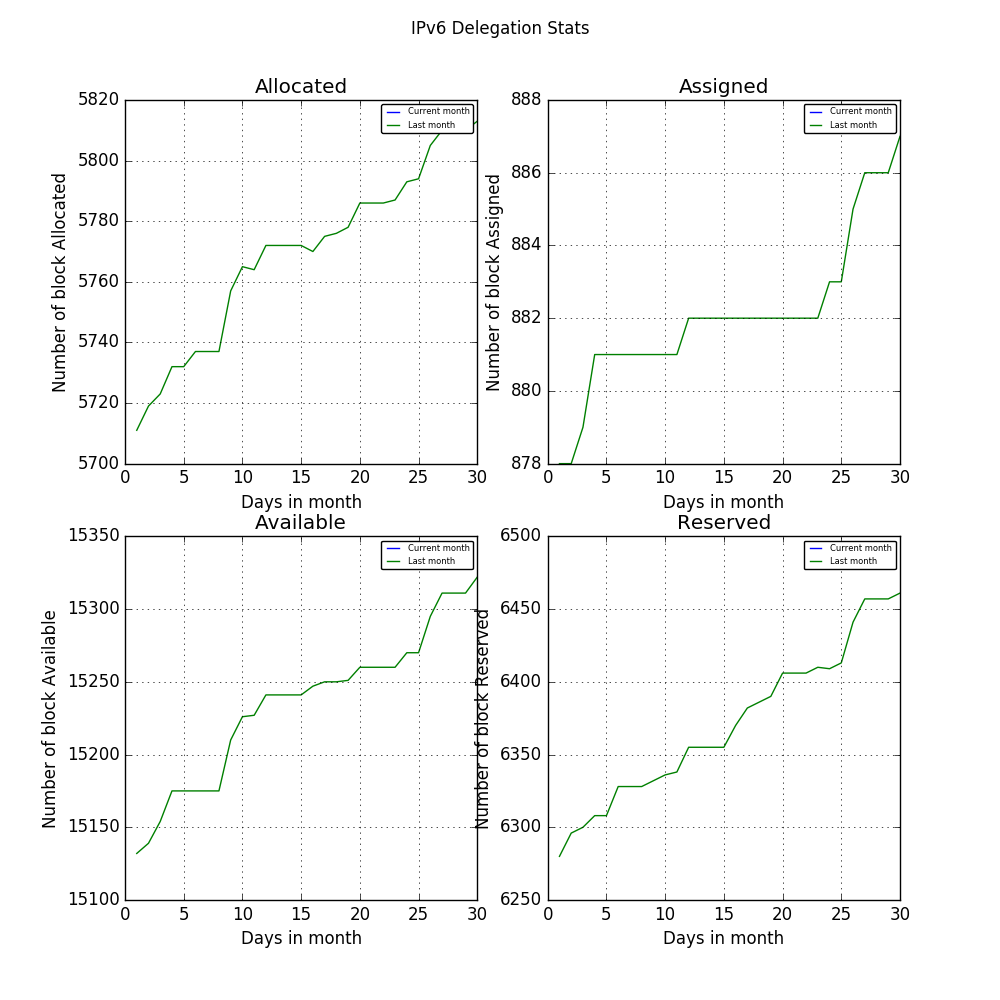 IPv6 Delegation Stats
Allocated
Number of block Allocated
5820
5800
5780
5760
5740
5720
5700
Current month
Last month
0 5 10 15 20 25 30
Days in month
Assigned
Number of block Assigned
888
886
884
882
880
878
Current month
Last month
0 5 10 15 20 25 30
Days in month
Available
Number of block Available
15350
15300
15250
15200
15150
15100
Current month
Last month
0 5 10 15 20 25 30
Days in month
Reserved
Number of block Reserved
6500
6450
6400
6350
6300
6250
Current month
Last month
0 5 10 15 20 25 30
Days in month